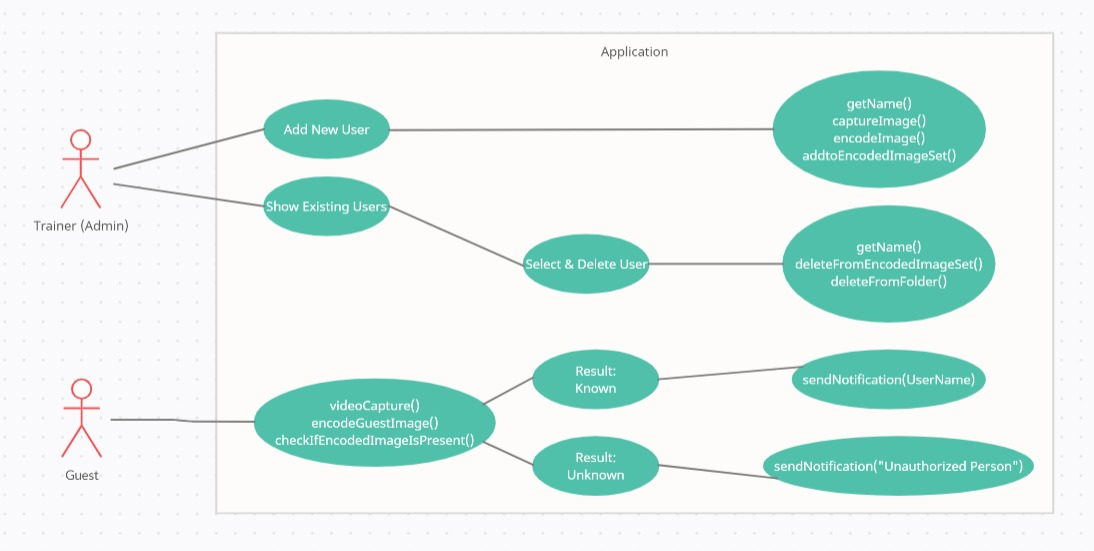 Application
Trainer (Admin)
Add New User
getName()
captureImage()
encodeImage()
addtoEncodedImageSet()
Show Existing Users
Select & Delete User
getName()
deleteFromEncodedImageSet()
deleteFromFolder()
Guest
videoCapture()
encodeGuestImage()
checkIfEncodedImageIsPresent()
Result:
Known
sendNotification(UserName)
Result:
Unknown
sendNotification("Unauthorized Person")